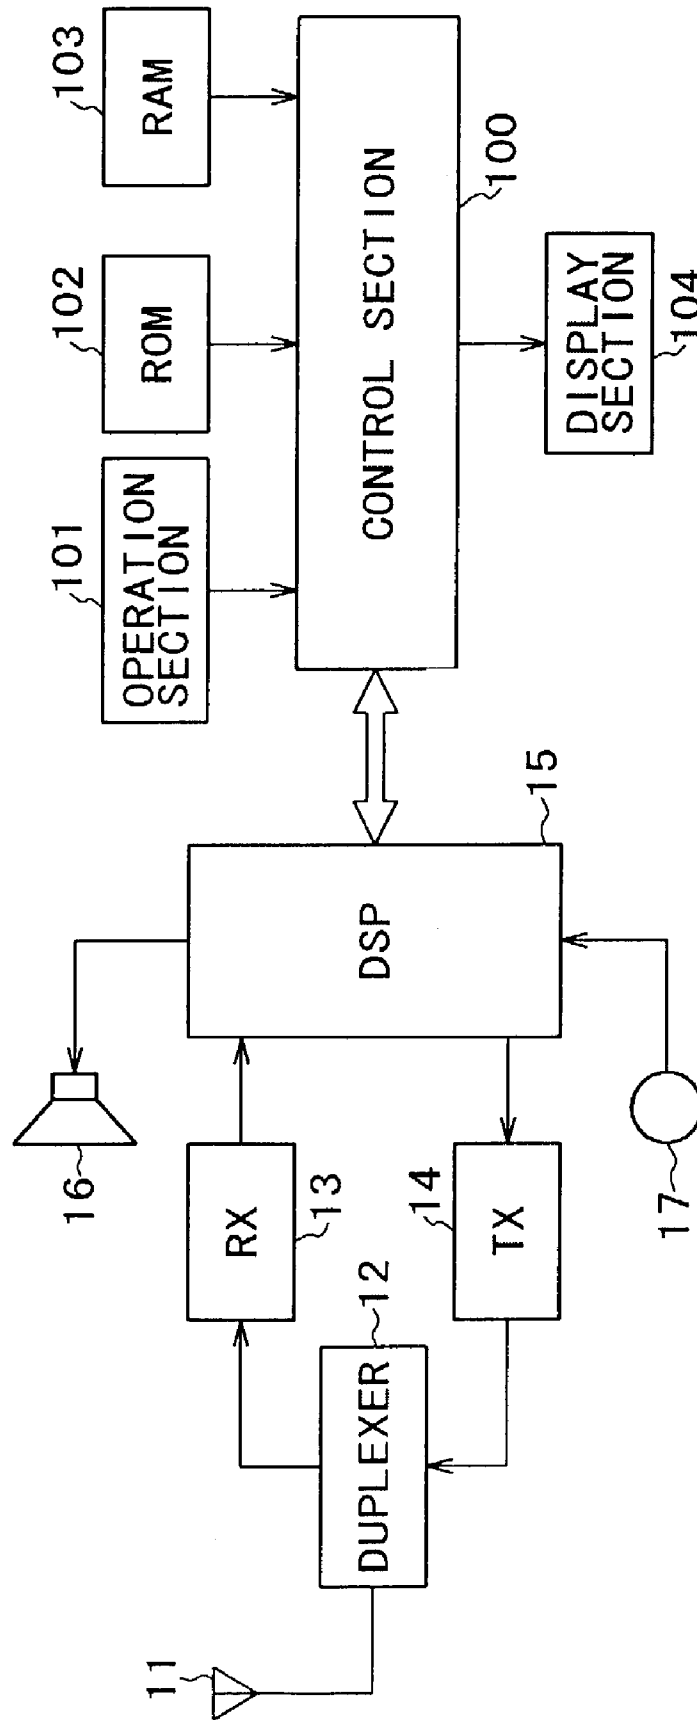 11
DUPLEXER
12
RX
13
TX
14
16
17
DSP
15
OPERATION
SECTION
101
ROM
102
RAM
103
CONTROL SECTION
100
DISPLAY
SECTION
104